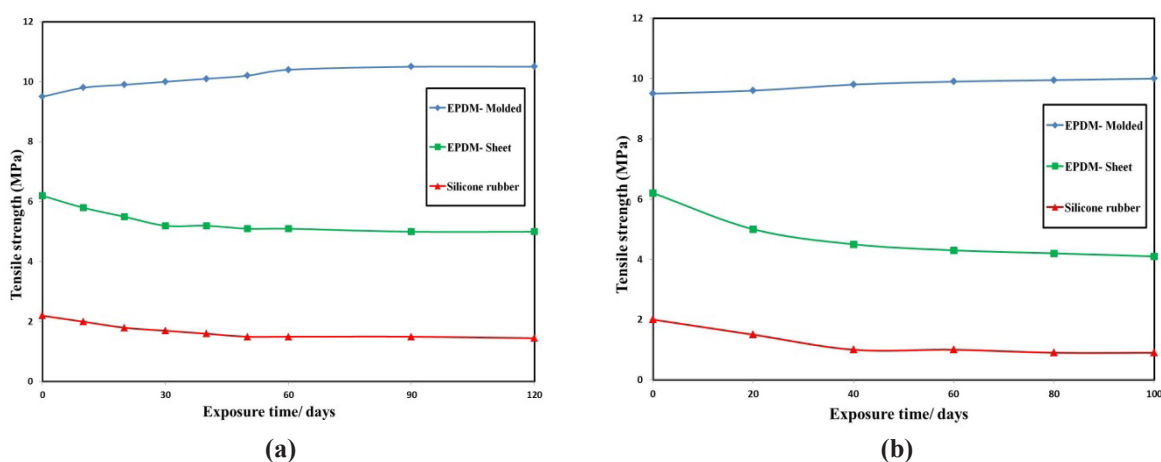 12
10
8
6
4
2
0
Tensile strength (MPa)
EPDM- Molded
EPDM- Sheet
Silicone rubber
0 30 60 90 120
Exposure time/ days
(a)
12
10
8
6
4
2
0
Tensile strength (MPa)
EPDM- Molded
EPDM- Sheet
Silicone rubber
0 20 40 60 80 100
Exposure time/ days
(b)